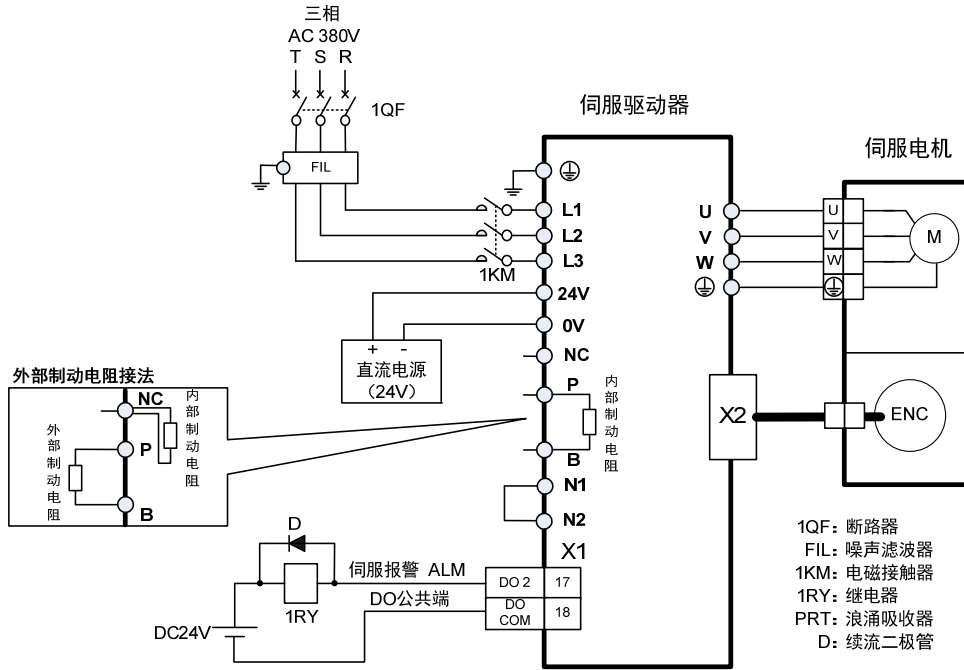 三相
AC 380V
T S R
1QF
FIL
伺服驱动器
伺服电机
L1
L2
L3
1KM
24V
0V
NC
P
B
N1
N2
X1
U
V
W
U
V
W
M
+ -
直流电源
(24V)
内部制动电阻
X2
ENC
外部制动电阻接法
NC
P
B
内部制动电阻
外部制动电阻
D
1RY
DC24V
伺服报警 ALM
DO公共端
DO 2 17
DO COM 18
1QF：断路器
FIL：噪声滤波器
1KM：电磁接触器
1RY：继电器
PRT：浪涌吸收器
D：续流二极管